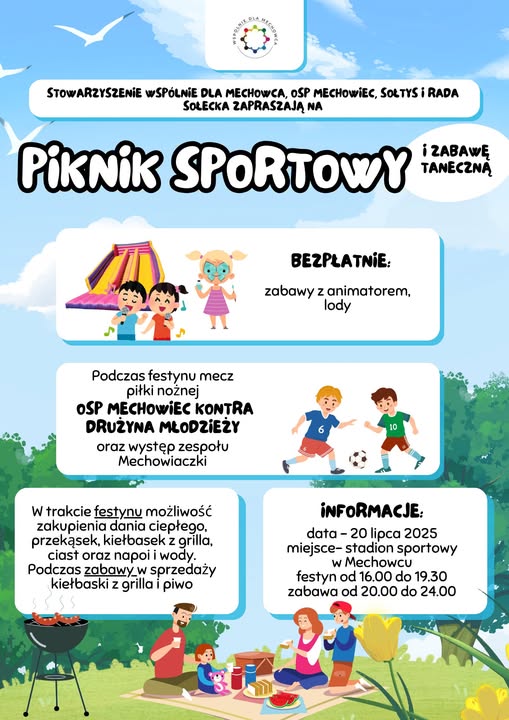 WSPÓLNIE DLA MECHOWCA
STOWARZYSZENIE WSPÓLNIE DLA MECHOWCA, OSP MECHOWIEC, SOŁTYS I RADA
SOŁECKA ZAPRASZAJĄ NA
PIKNIK SPORTOWY
I ZABAWĘ
TANECZNĄ
BEZPŁATNIE:
zabawy z animatorem,
lody
Podczas festynu mecz
piłki nożnej
OSP MECHOWIEC KONTRA
DRUŻYNA MŁODZIEŻY
oraz występ zespołu
Mechowiaczki
6
10
W trakcie festynu możliwość
zakupienia dania ciepłego,
przekąsek, kiełbasek z grilla,
ciast oraz napoi i wody.
Podczas zabawy w sprzedaży
kiełbaski z grilla i piwo
INFORMACJE:
data – 20 lipca 2025
miejsce– stadion sportowy
w Mechowcu
festyn od 16.00 do 19.30
zabawa od 20.00 do 24.00